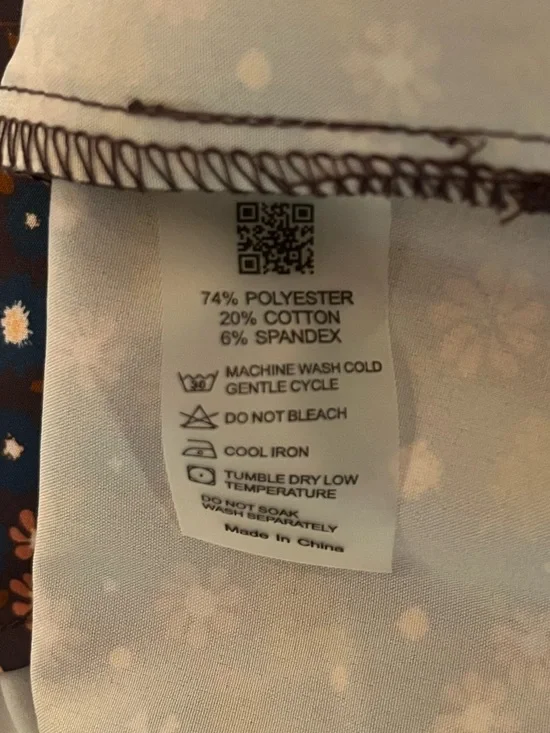 74% POLYESTER
20% COTTON
6% SPANDEX
30
MACHINE WASH COLD
GENTLE CYCLE
DO NOT BLEACH
COOL IRON
TUMBLE DRY LOW
TEMPERATURE
DO NOT SOAK
WASH SEPARATELY
Made In China